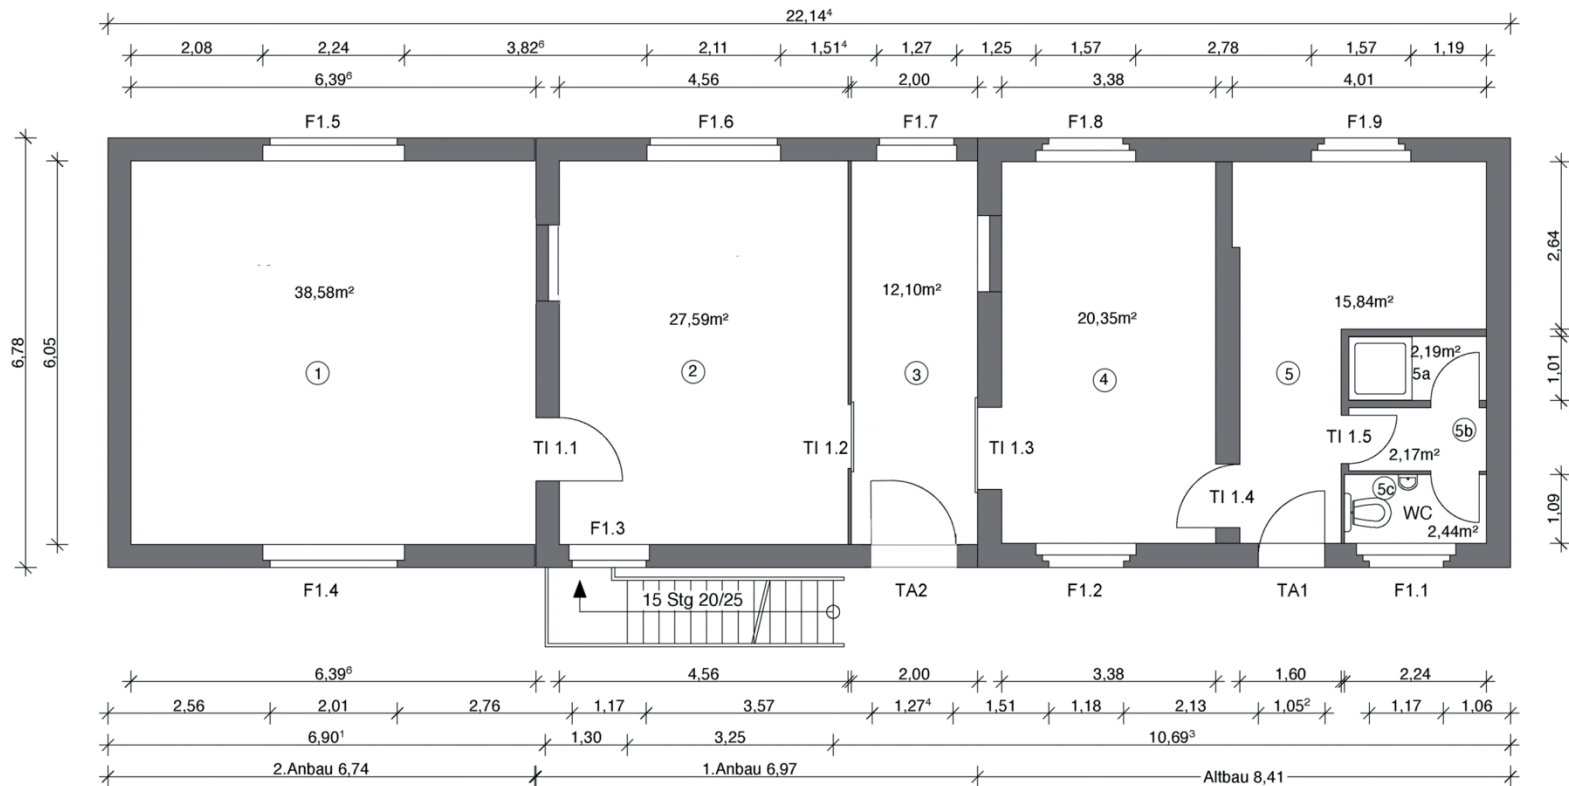 22,14⁴
2,08 2,24 3,82⁶ 2,11 1,51⁴ 1,27 1,25 1,57 2,78 1,57 1,19
6,39⁶ 4,56 2,00 3,38 4,01
F1.5 F1.6 F1.7 F1.8 F1.9
6,78
6,05
2,64
1,01
1,09
38,58m²
27,59m²
12,10m²
20,35m²
15,84m²
2,19m²
5a
1
2
3
4
5
TI 1.1
TI 1.2
TI 1.3
TI 1.4
TI 1.5
5b
2,17m²
5c
WC
2,44m²
F1.3
F1.4
15 Stg 20/25
TA2
F1.2
TA1
F1.1
6,39⁶ 4,56 2,00 3,38 1,60 2,24
2,56 2,01 2,76 1,17 3,57 1,27⁴ 1,51 1,18 2,13 1,05² 1,17 1,06
6,90¹ 1,30 3,25 10,69³
2.Anbau 6,74 1.Anbau 6,97 Altbau 8,41